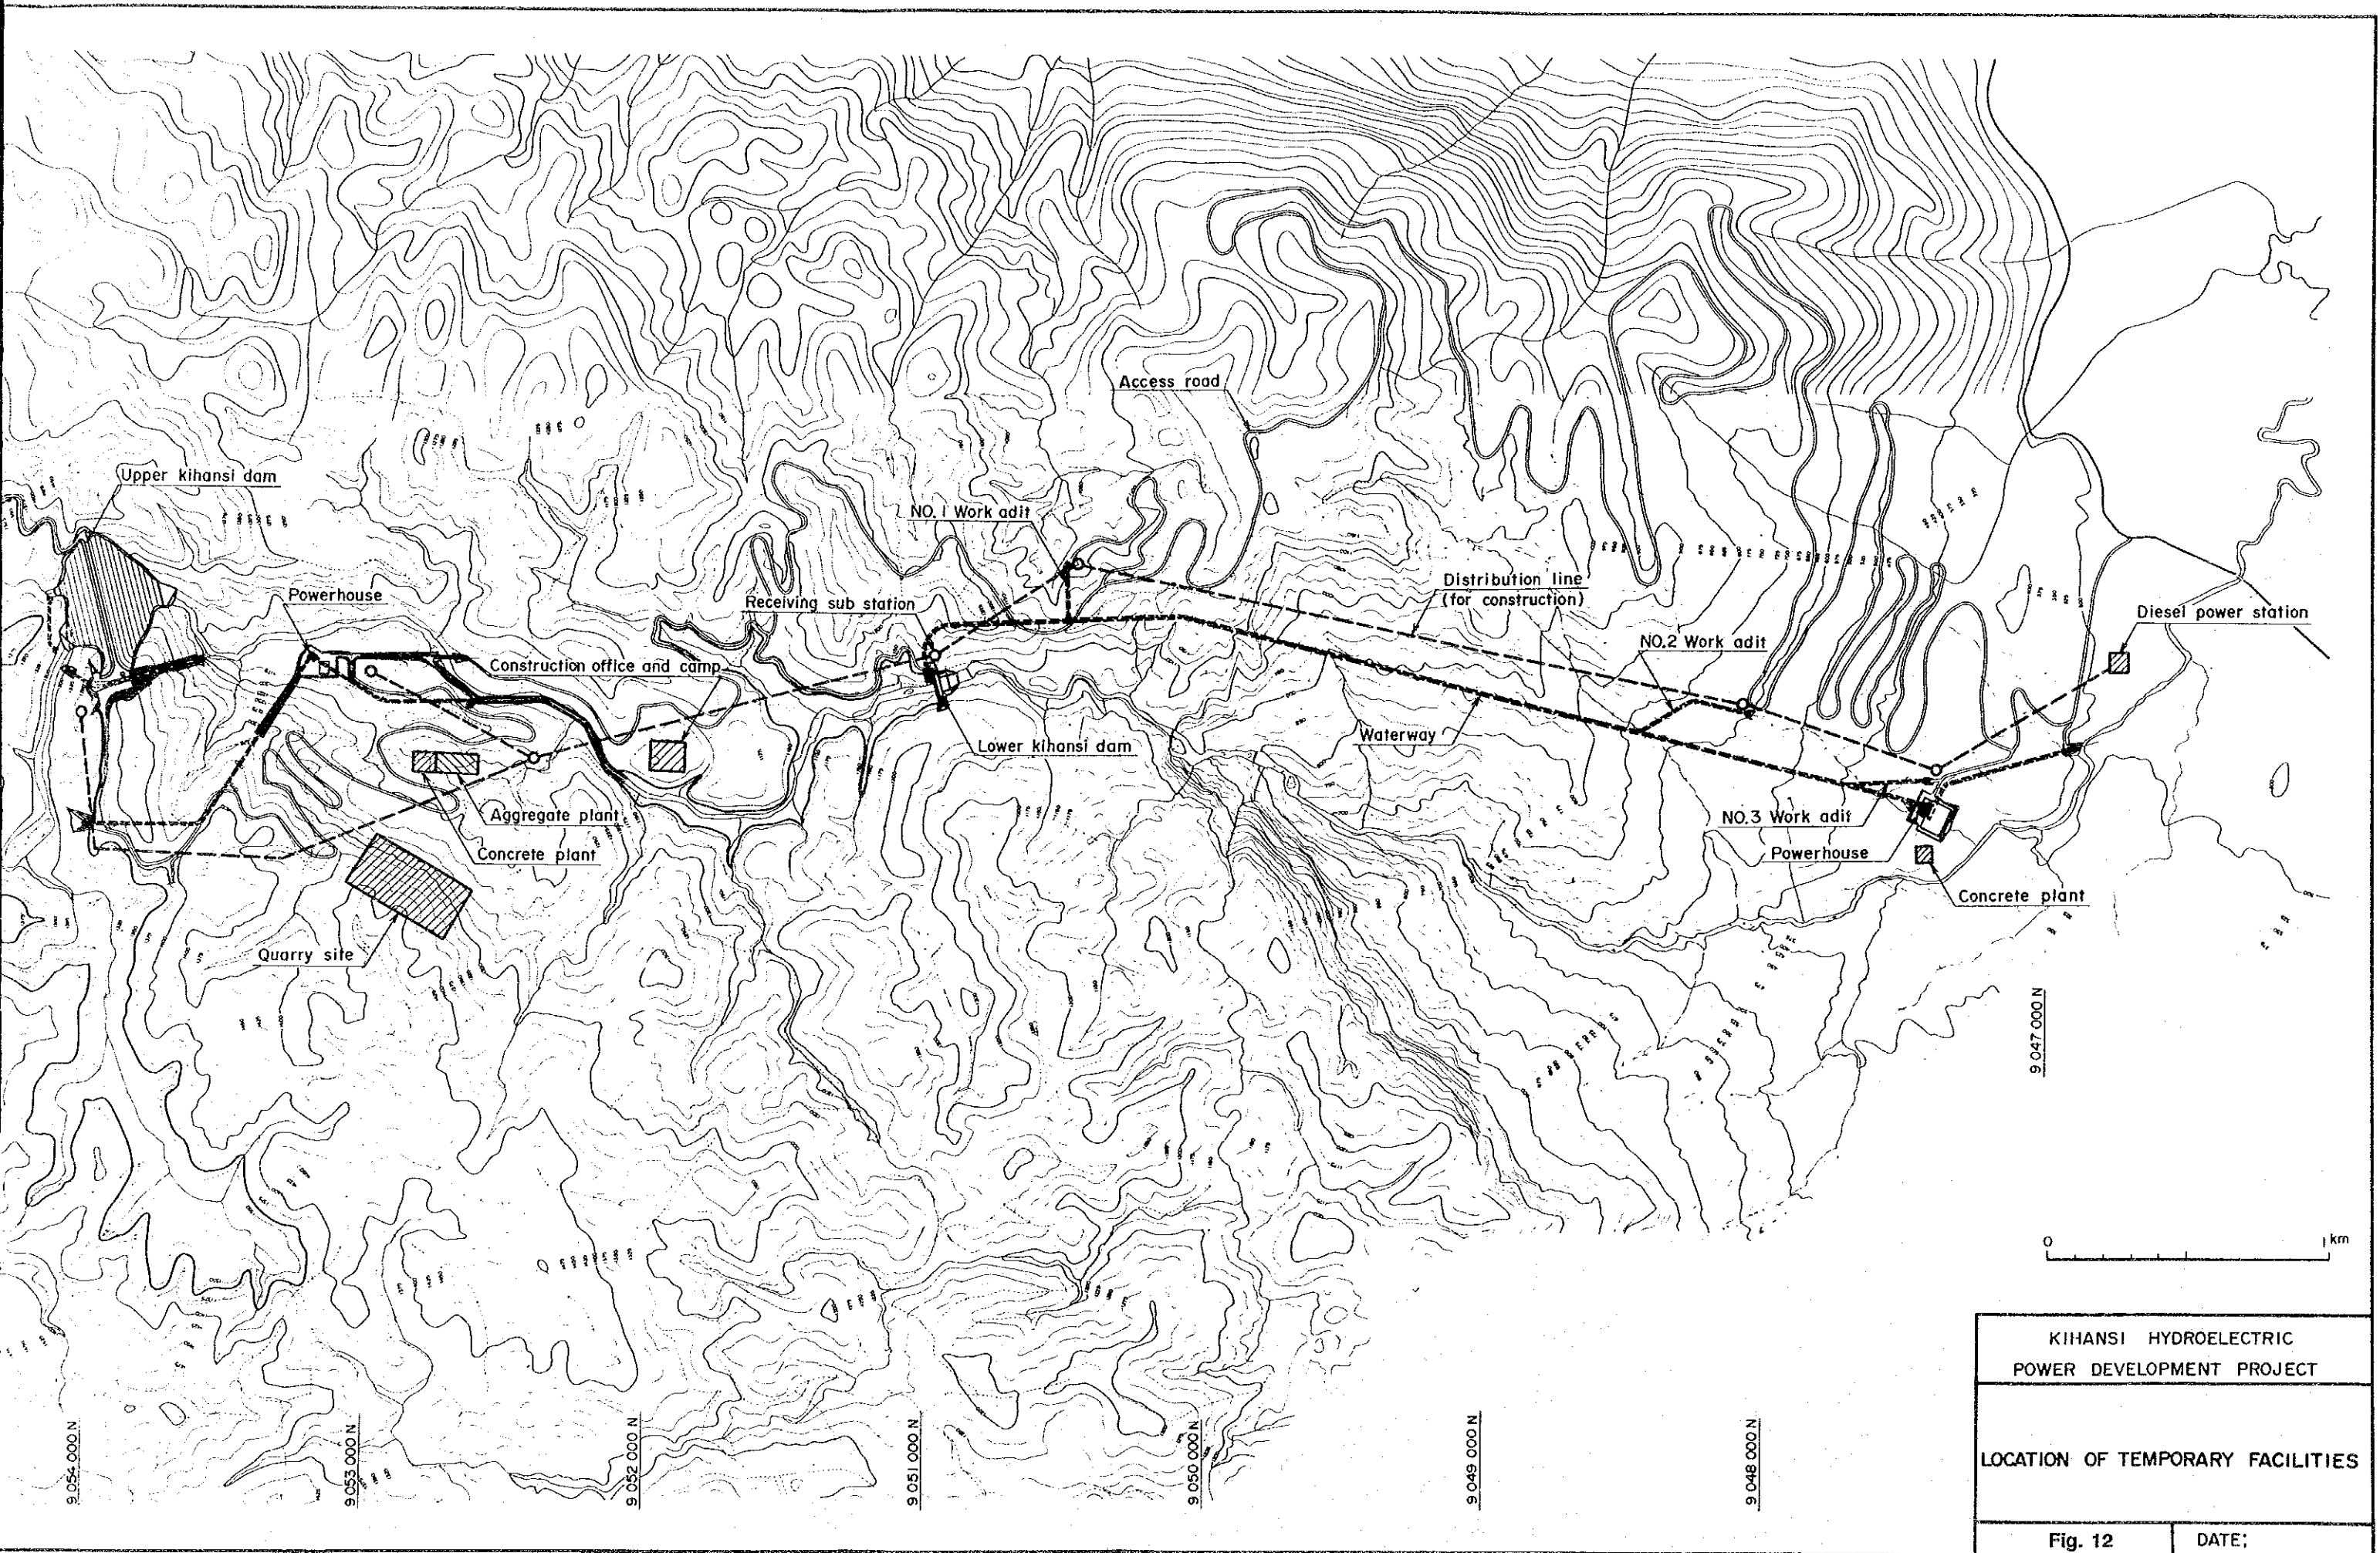 Access road
Upper kihansi dam
NO. 1 Work adit
Distribution line
(for construction)
Powerhouse
Receiving sub station
Diesel power station
NO.2 Work adit
Construction office and camp
Lower kihansi dam
Waterway
Aggregate plant
NO.3 Work adit
Concrete plant
Powerhouse
Concrete plant
Quarry site
9 047 000 N
0 1 km
KIHANSI HYDROELECTRIC
POWER DEVELOPMENT PROJECT
9 054 000 N
9 053 000 N
9 052 000 N
9 051 000 N
9 050 000 N
9 049 000 N
9 048 000 N
LOCATION OF TEMPORARY FACILITIES
Fig. 12
DATE: